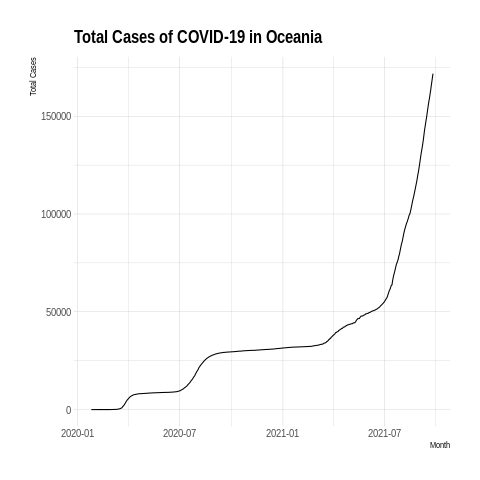 Total Cases of COVID-19 in Oceania
Total Cases
150000
100000
50000
0
2020-01 2020-07 2021-01 2021-07
Month